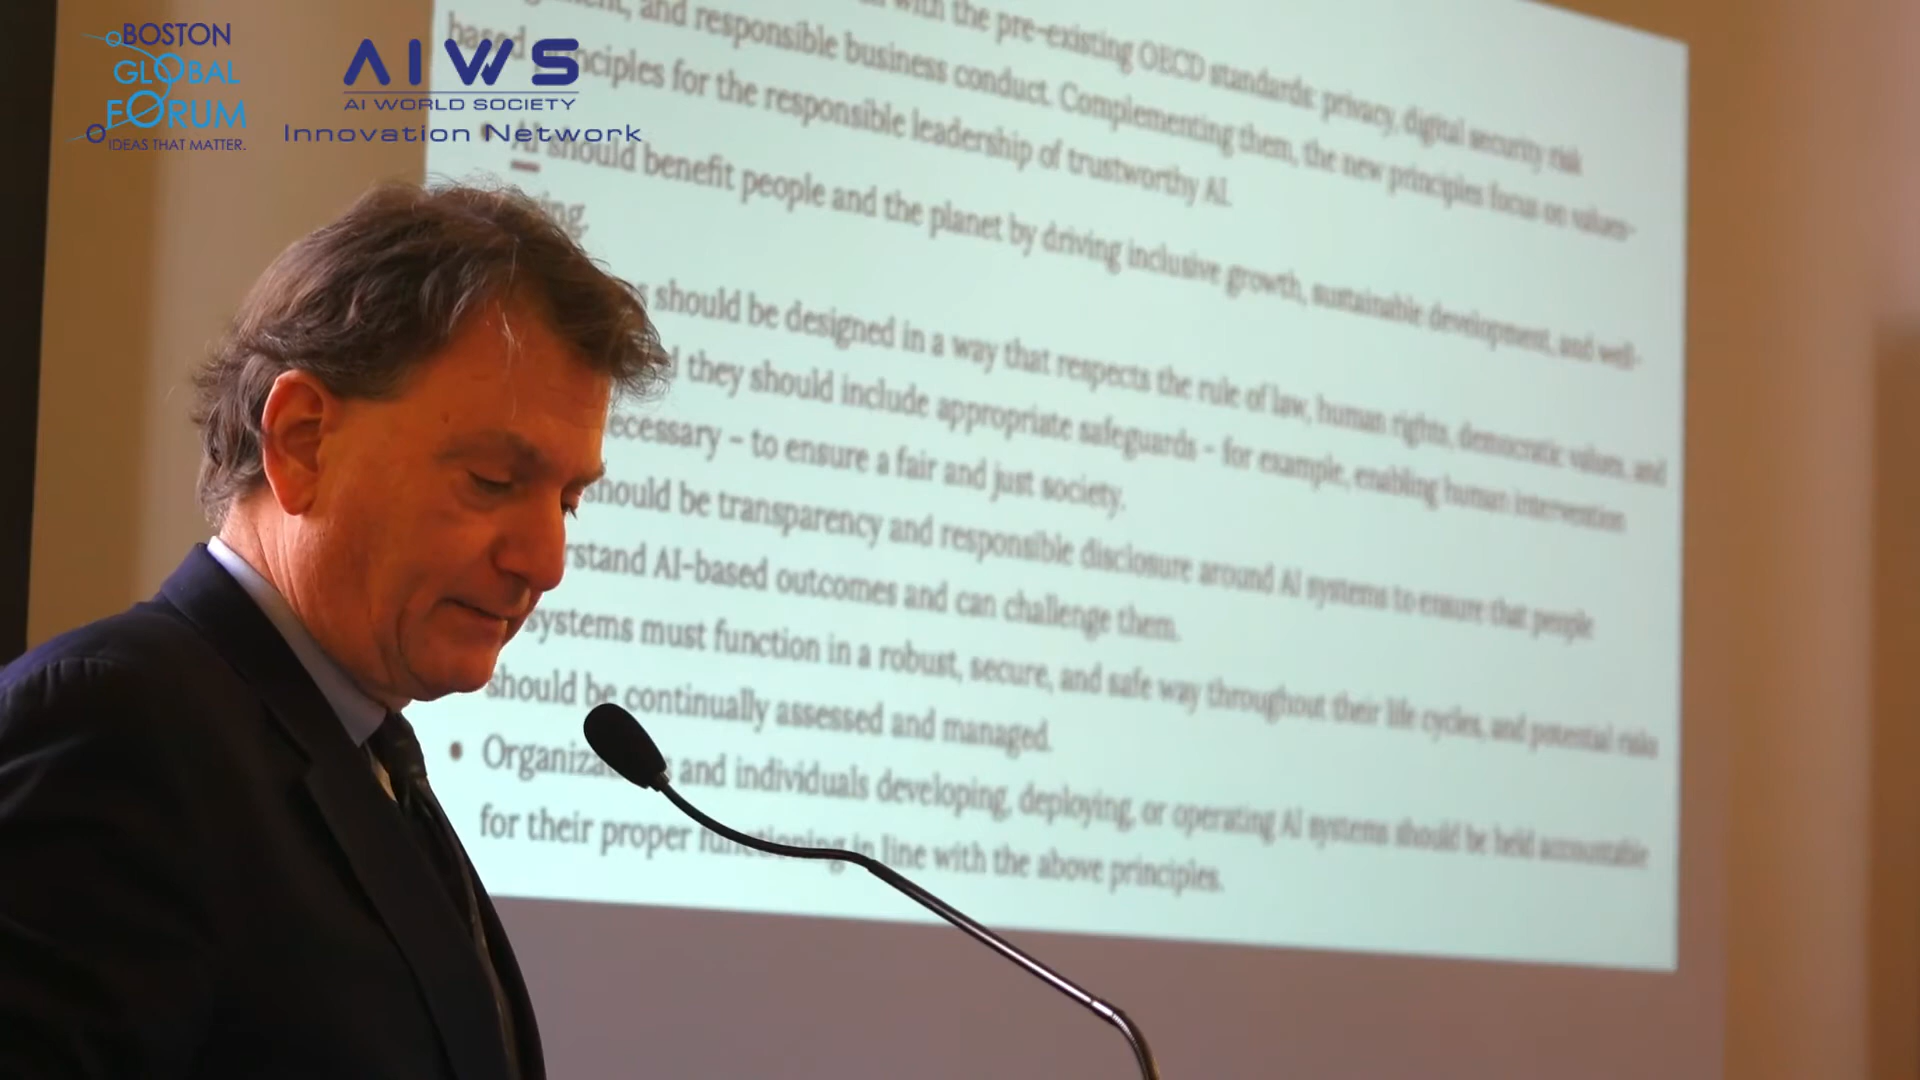 BOSTON
GLOBAL
FORUM
IDEAS THAT MATTER.
AIWS
AI WORLD SOCIETY
Innovation Network
with the pre-existing OECD standards: privacy, digital security risk
and responsible business conduct. Complementing them, the new principles focus on values-
based principles for the responsible leadership of trustworthy AI.
• AI should benefit people and the planet by driving inclusive growth, sustainable development, and well-
ing.
should be designed in a way that respects the rule of law, human rights, democratic values, and
they should include appropriate safeguards – for example, enabling human intervention
ecessary – to ensure a fair and just society.
should be transparency and responsible disclosure around AI systems to ensure that people
rstand AI-based outcomes and can challenge them.
systems must function in a robust, secure, and safe way throughout their life cycles, and potential risks
should be continually assessed and managed.
• Organizations and individuals developing, deploying, or operating AI systems should be held accountable
for their proper functioning in line with the above principles.